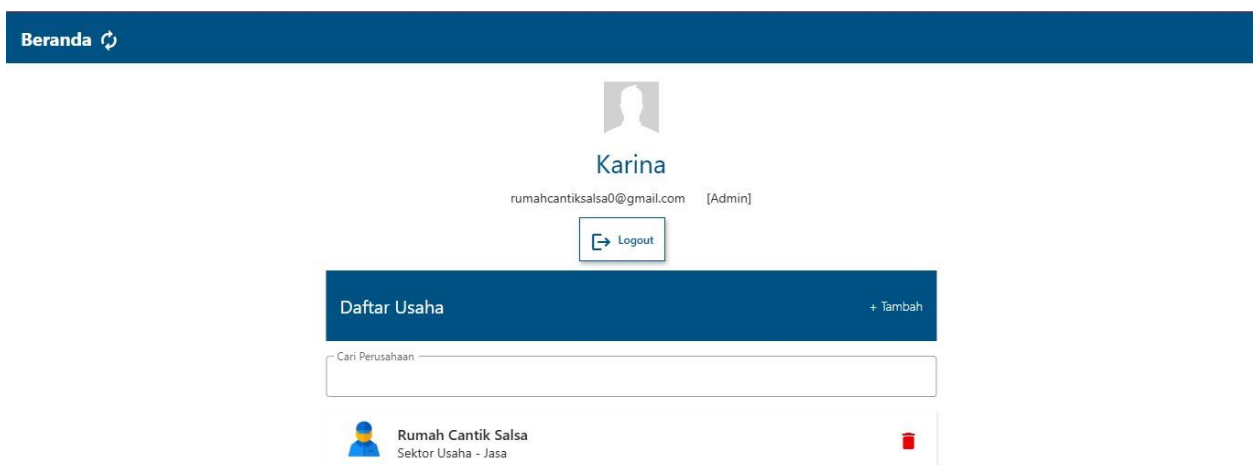 Beranda
Karina
rumahcantiksalsa0@gmail.com [Admin]
Logout
Daftar Usaha + Tambah
Cari Perusahaan
Rumah Cantik Salsa
Sektor Usaha - Jasa